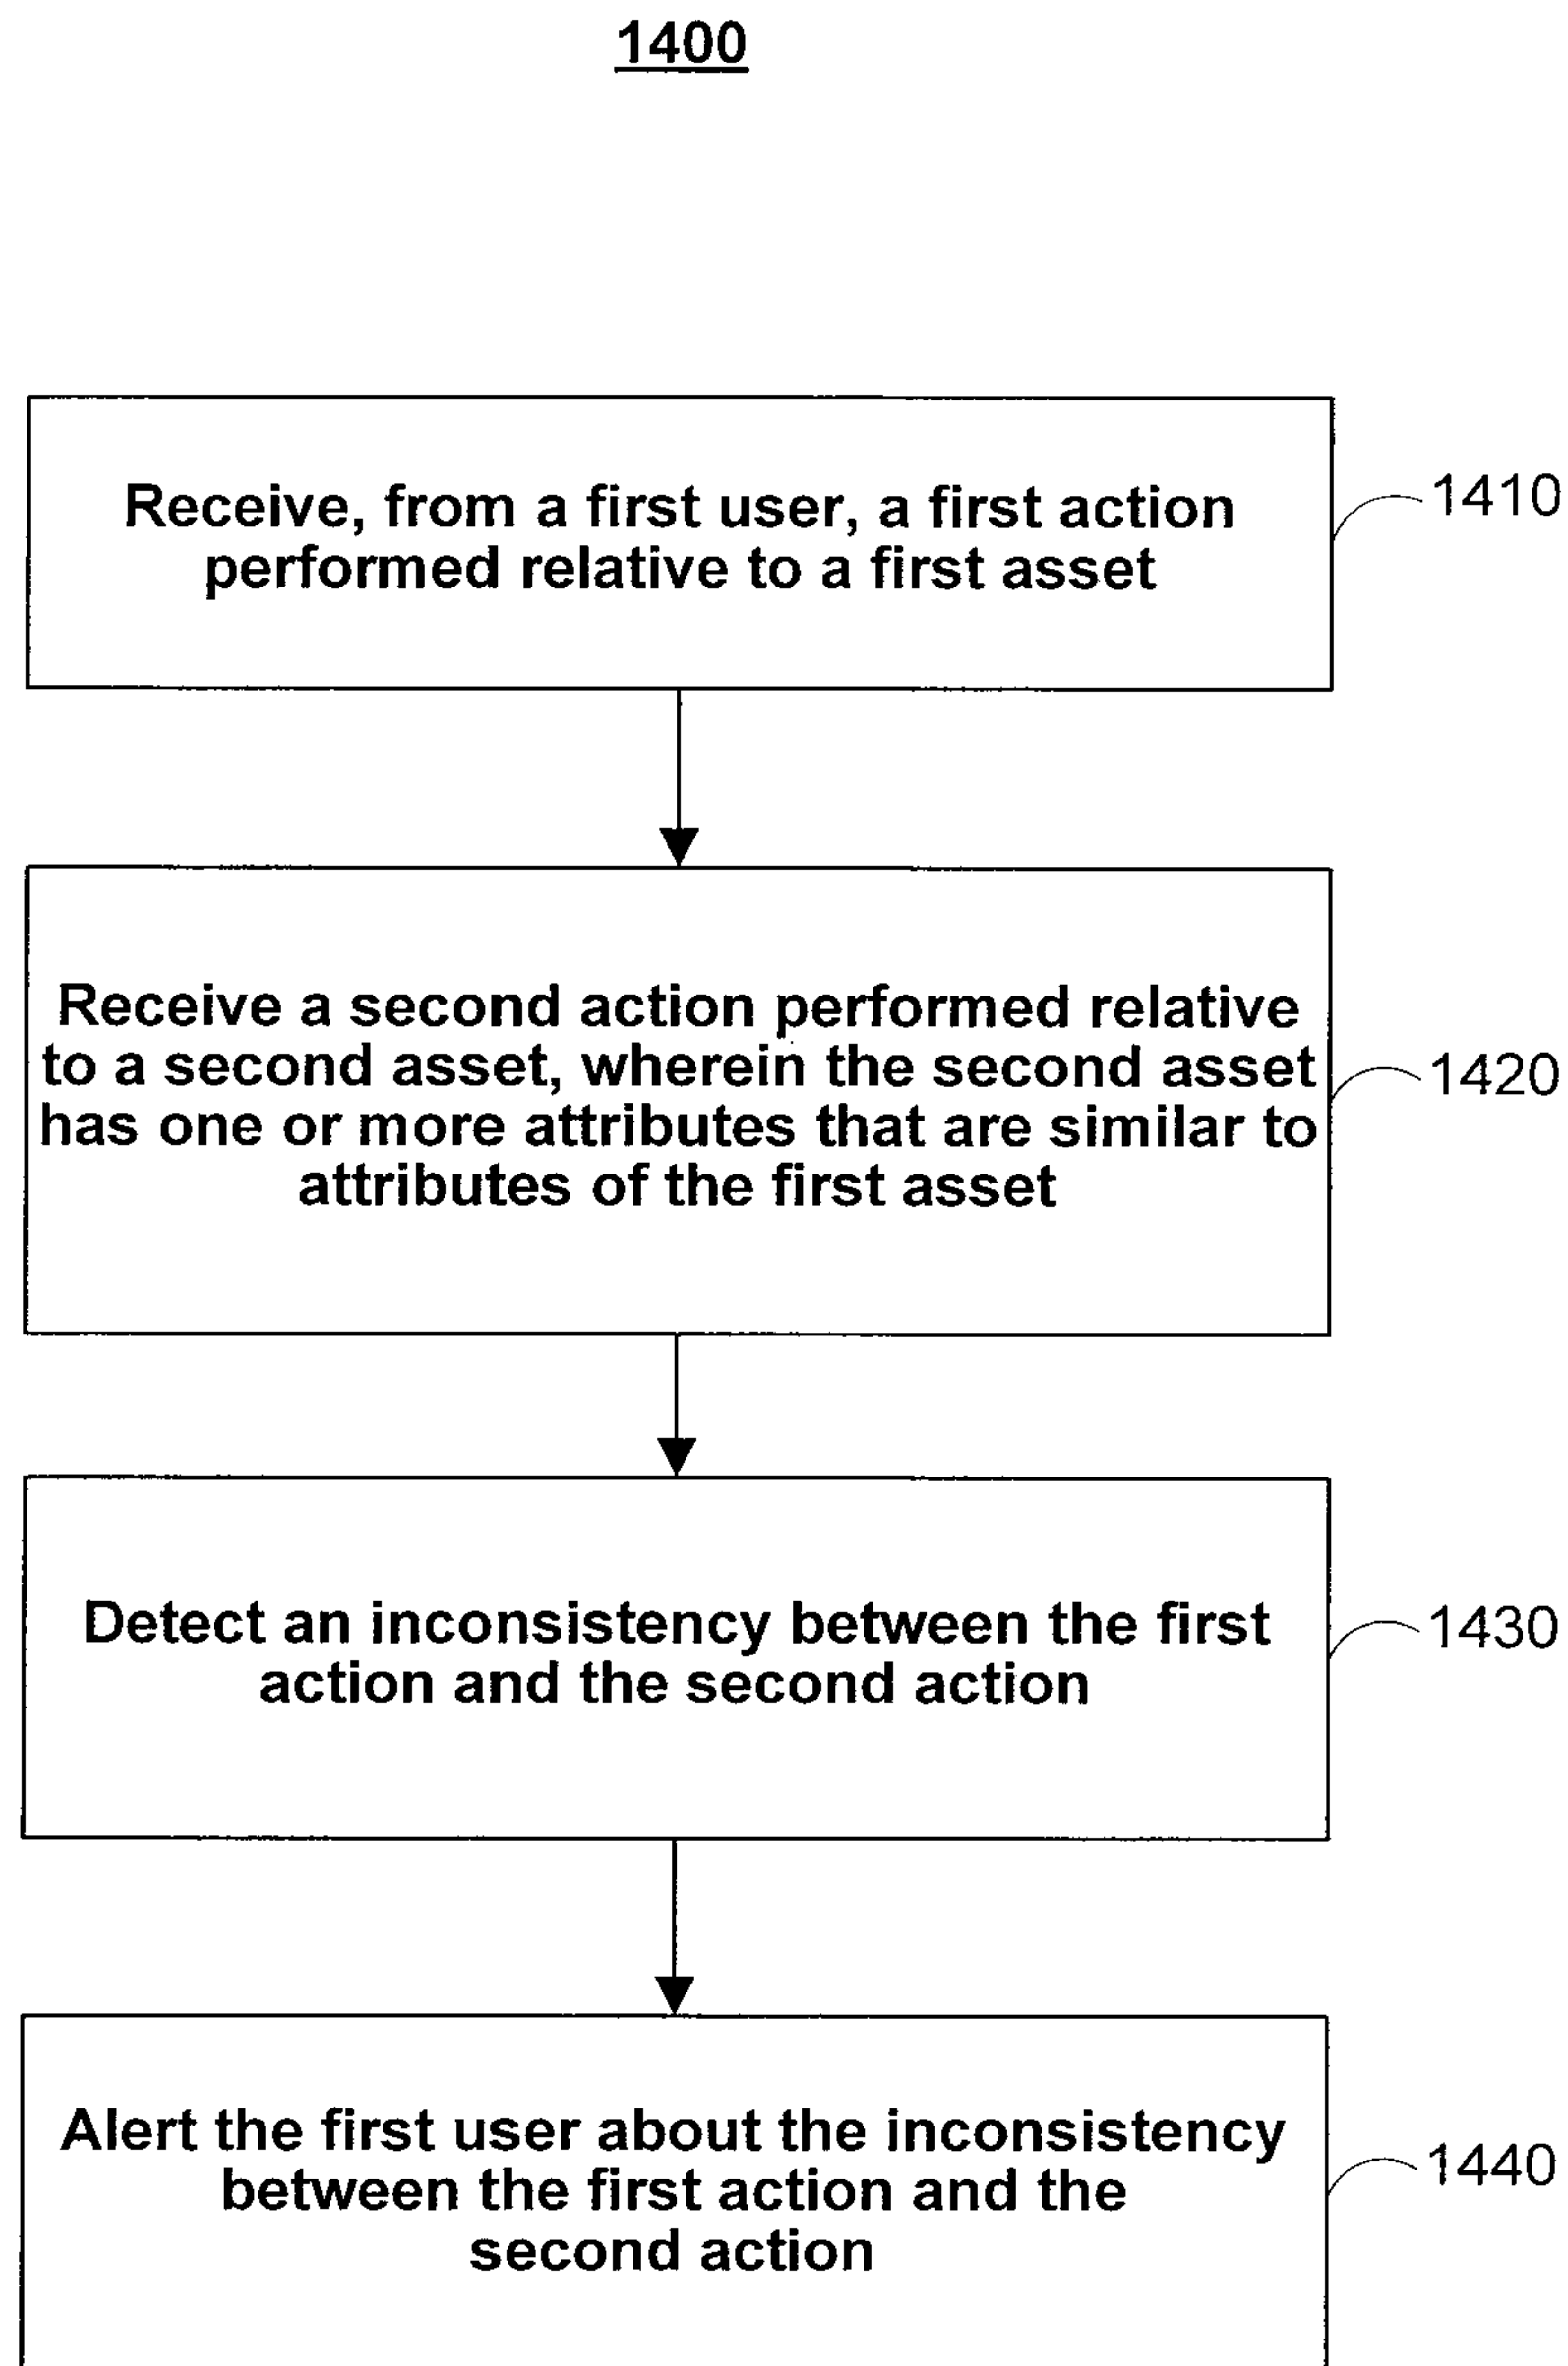 1400
Receive, from a first user, a first action
performed relative to a first asset
1410
Receive a second action performed relative
to a second asset, wherein the second asset
has one or more attributes that are similar to
attributes of the first asset
1420
Detect an inconsistency between the first
action and the second action
1430
Alert the first user about the inconsistency
between the first action and the
second action
1440